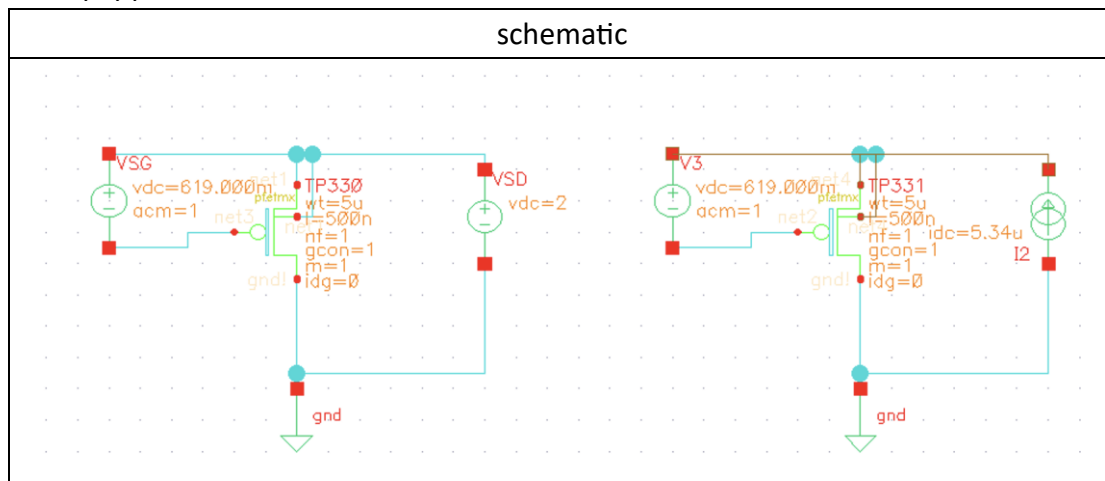 schematic
VSG
vdc=619.000m
acm=1
net1
TP330
pfetmx
wt=5u
l=500n
nf=1
gcon=1
m=1
idg=0
net3
gnd!
gnd
VSD
vdc=2
V3
vdc=619.000m
acm=1
net4
TP331
pfetmx
wt=5u
l=500n
nf=1
gcon=1
m=1
idg=0
net2
gnd!
gnd
idc=5.34u
I2